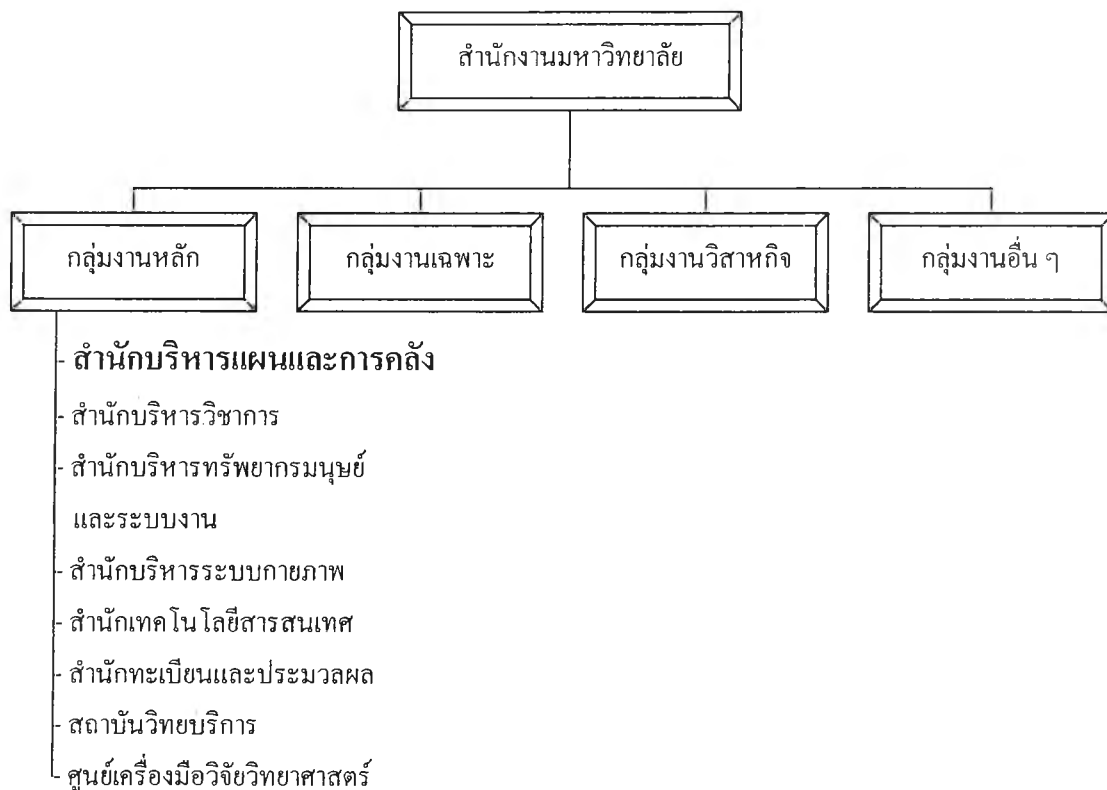 สำนักงานมหาวิทยาลัย
กลุ่มงานหลัก
กลุ่มงานเฉพาะ
กลุ่มงานวิสาหกิจ
กลุ่มงานอื่น ๆ
- สำนักบริหารแผนและการคลัง
- สำนักบริหารวิชาการ
- สำนักบริหารทรัพยากรมนุษย์
และระบบงาน
- สำนักบริหารระบบกายภาพ
- สำนักเทคโนโลยีสารสนเทศ
- สำนักทะเบียนและประมวลผล
- สถาบันวิทยบริการ
- ศูนย์เครื่องมือวิจัยวิทยาศาสตร์